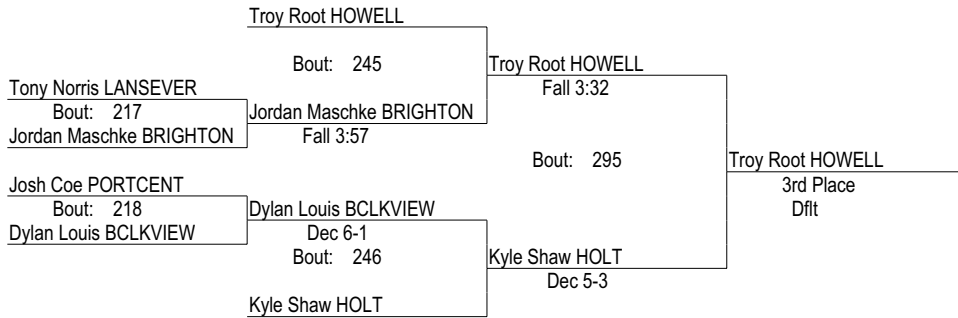 Troy Root HOWELL
Bout: 245
Troy Root HOWELL
Fall 3:32
Tony Norris LANSEVER
Bout: 217
Jordan Maschke BRIGHTON
Jordan Maschke BRIGHTON
Fall 3:57
Bout: 295
Troy Root HOWELL
3rd Place
Dflt
Josh Coe PORTCENT
Bout: 218
Dylan Louis BCLKVIEW
Dylan Louis BCLKVIEW
Dec 6-1
Bout: 246
Kyle Shaw HOLT
Dec 5-3
Kyle Shaw HOLT